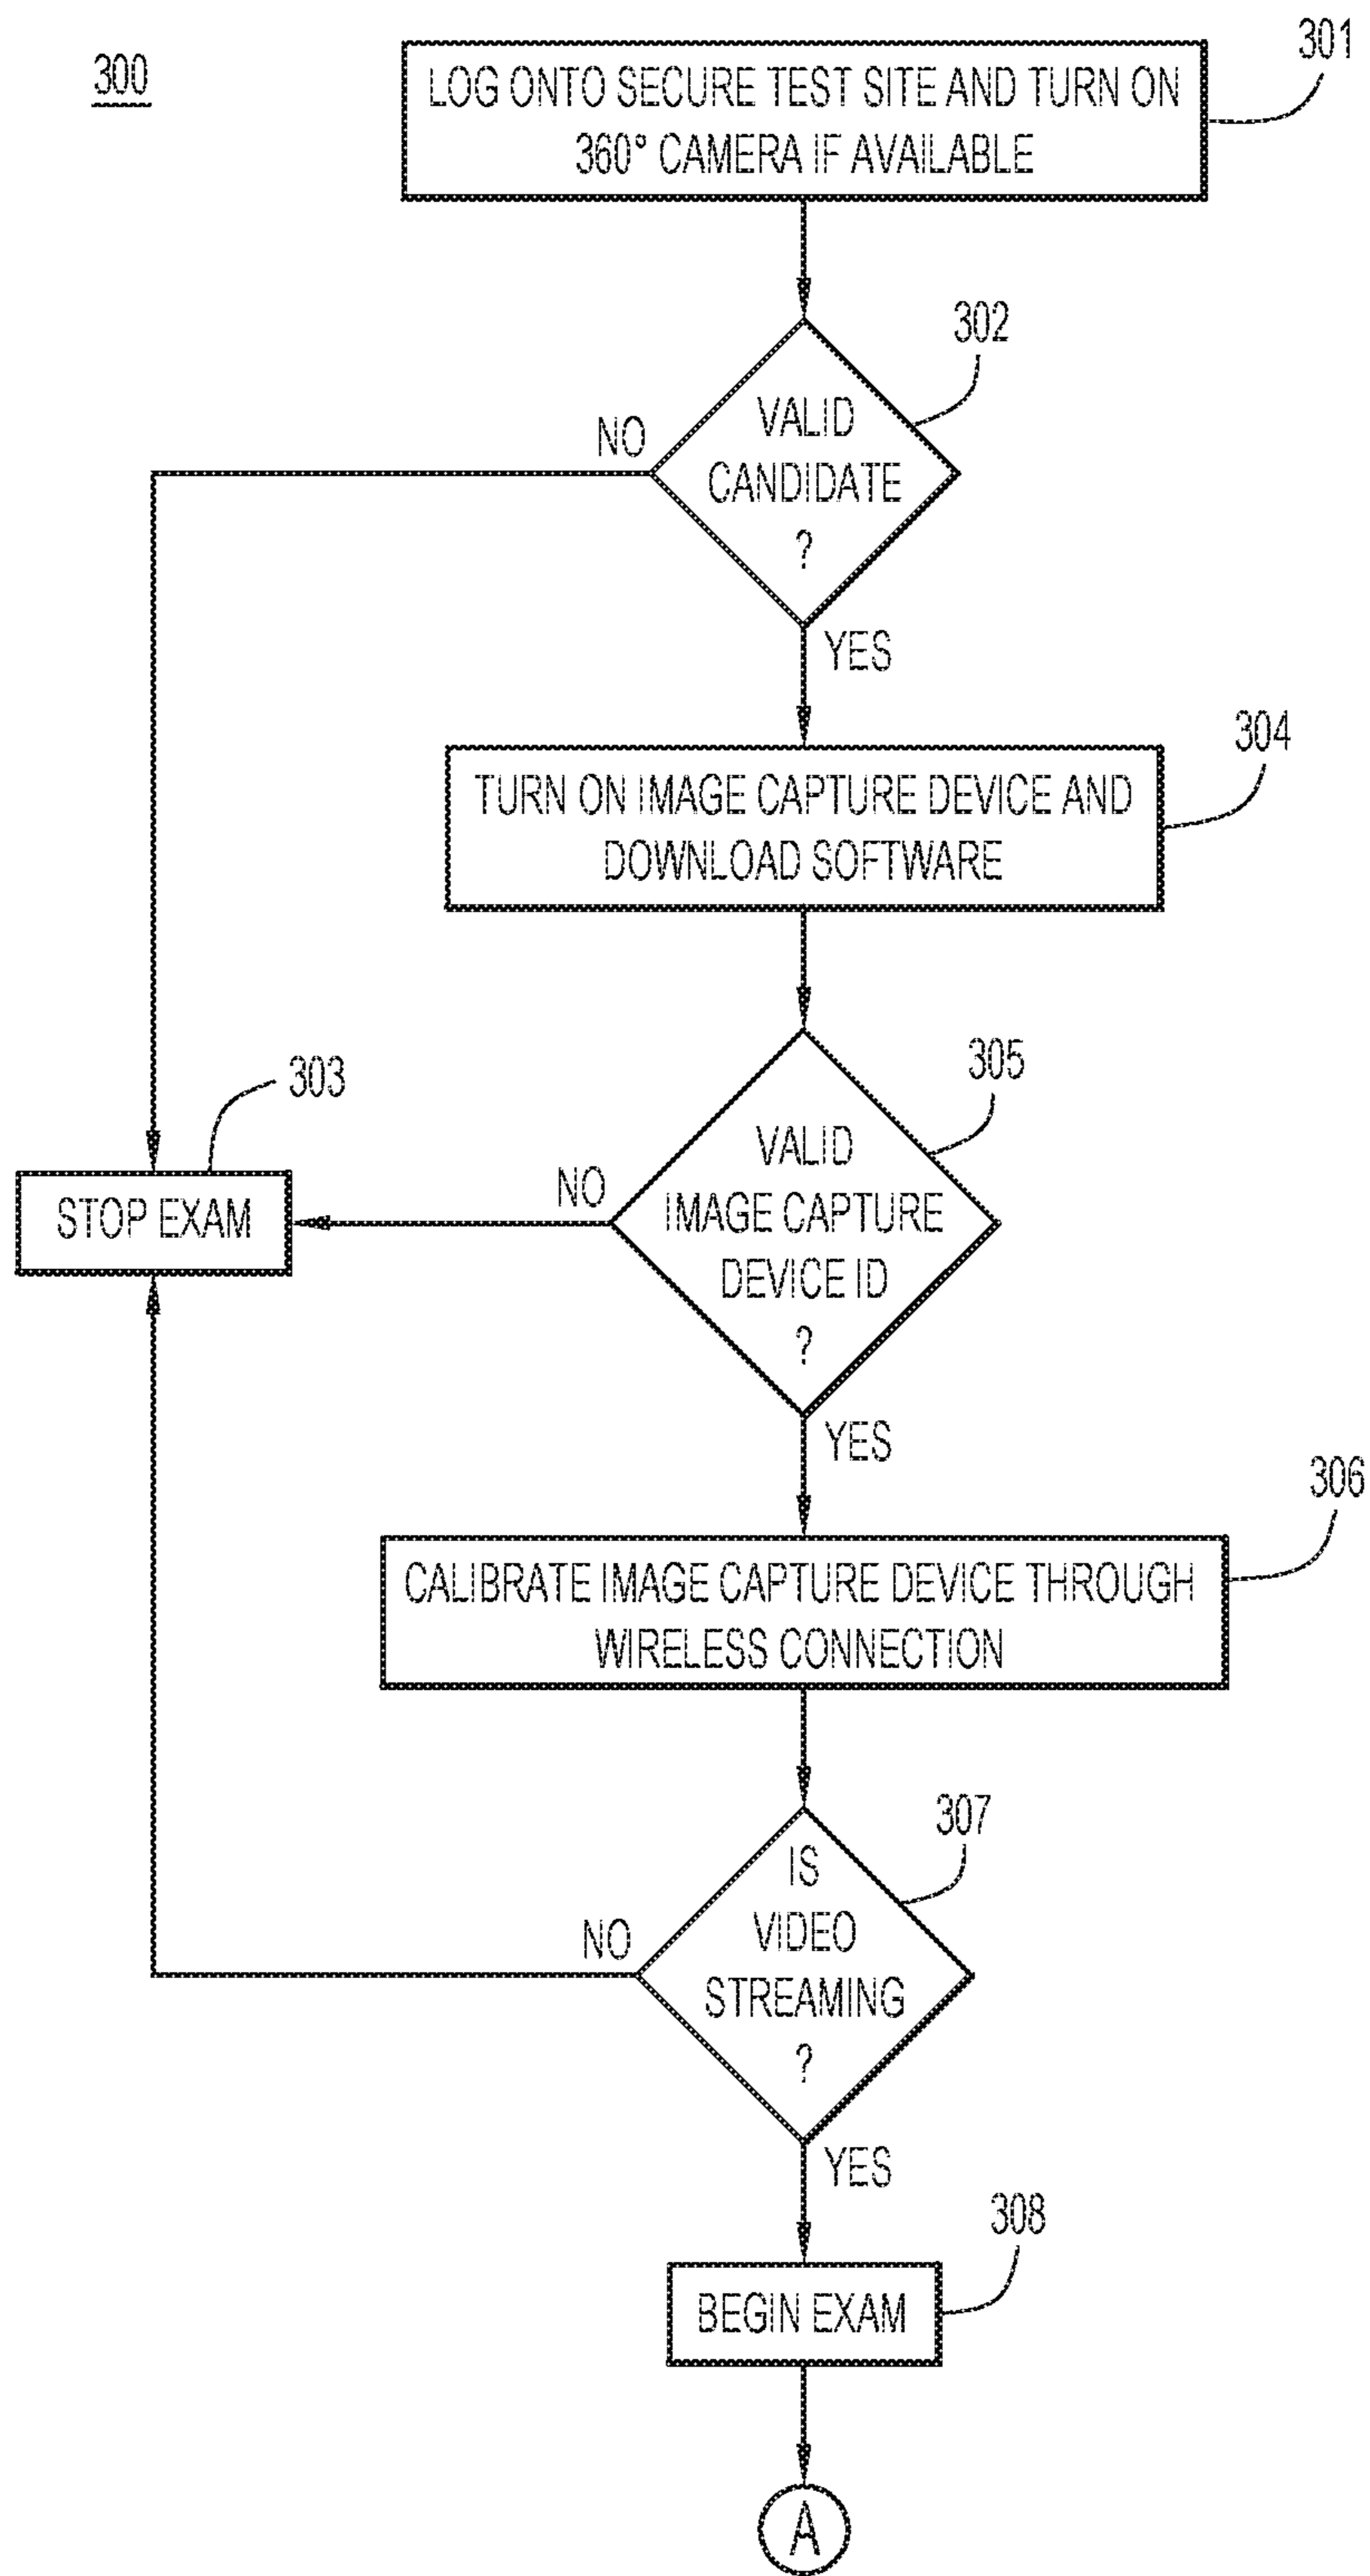 300
301
LOG ONTO SECURE TEST SITE AND TURN ON
360° CAMERA IF AVAILABLE
302
VALID
CANDIDATE
?
NO
YES
304
TURN ON IMAGE CAPTURE DEVICE AND
DOWNLOAD SOFTWARE
303
STOP EXAM
305
VALID
IMAGE CAPTURE
DEVICE ID
?
NO
YES
306
CALIBRATE IMAGE CAPTURE DEVICE THROUGH
WIRELESS CONNECTION
307
IS
VIDEO
STREAMING
?
NO
YES
308
BEGIN EXAM
A